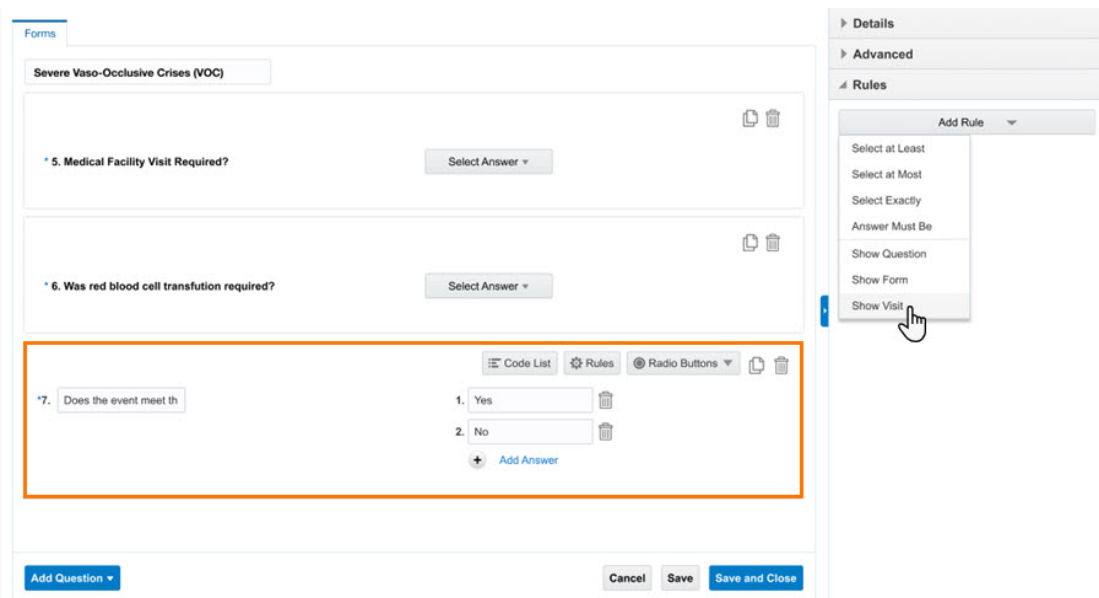 Forms
Severe Vaso-Occlusive Crises (VOC)
* 5. Medical Facility Visit Required?
Select Answer
* 6. Was red blood cell transfution required?
Select Answer
Code List
Rules
Radio Buttons
*7. Does the event meet th
1. Yes
2. No
+ Add Answer
Add Question
Cancel
Save
Save and Close
Details
Advanced
Rules
Add Rule
Select at Least
Select at Most
Select Exactly
Answer Must Be
Show Question
Show Form
Show Visit